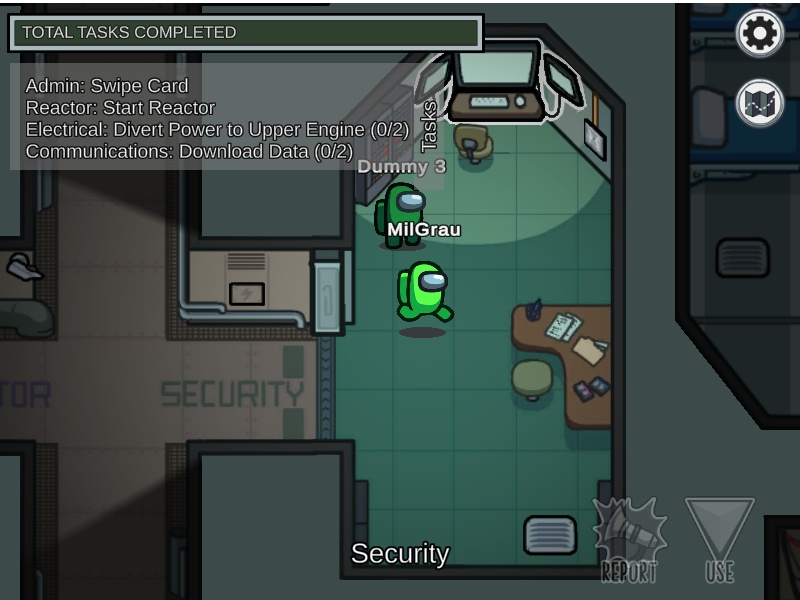 TOTAL TASKS COMPLETED
Admin: Swipe Card
Reactor: Start Reactor
Electrical: Divert Power to Upper Engine (0/2)
Communications: Download Data (0/2)
Tasks
Dummy 3
MilGrau
TOR
SECURITY
Security
REPORT
USE